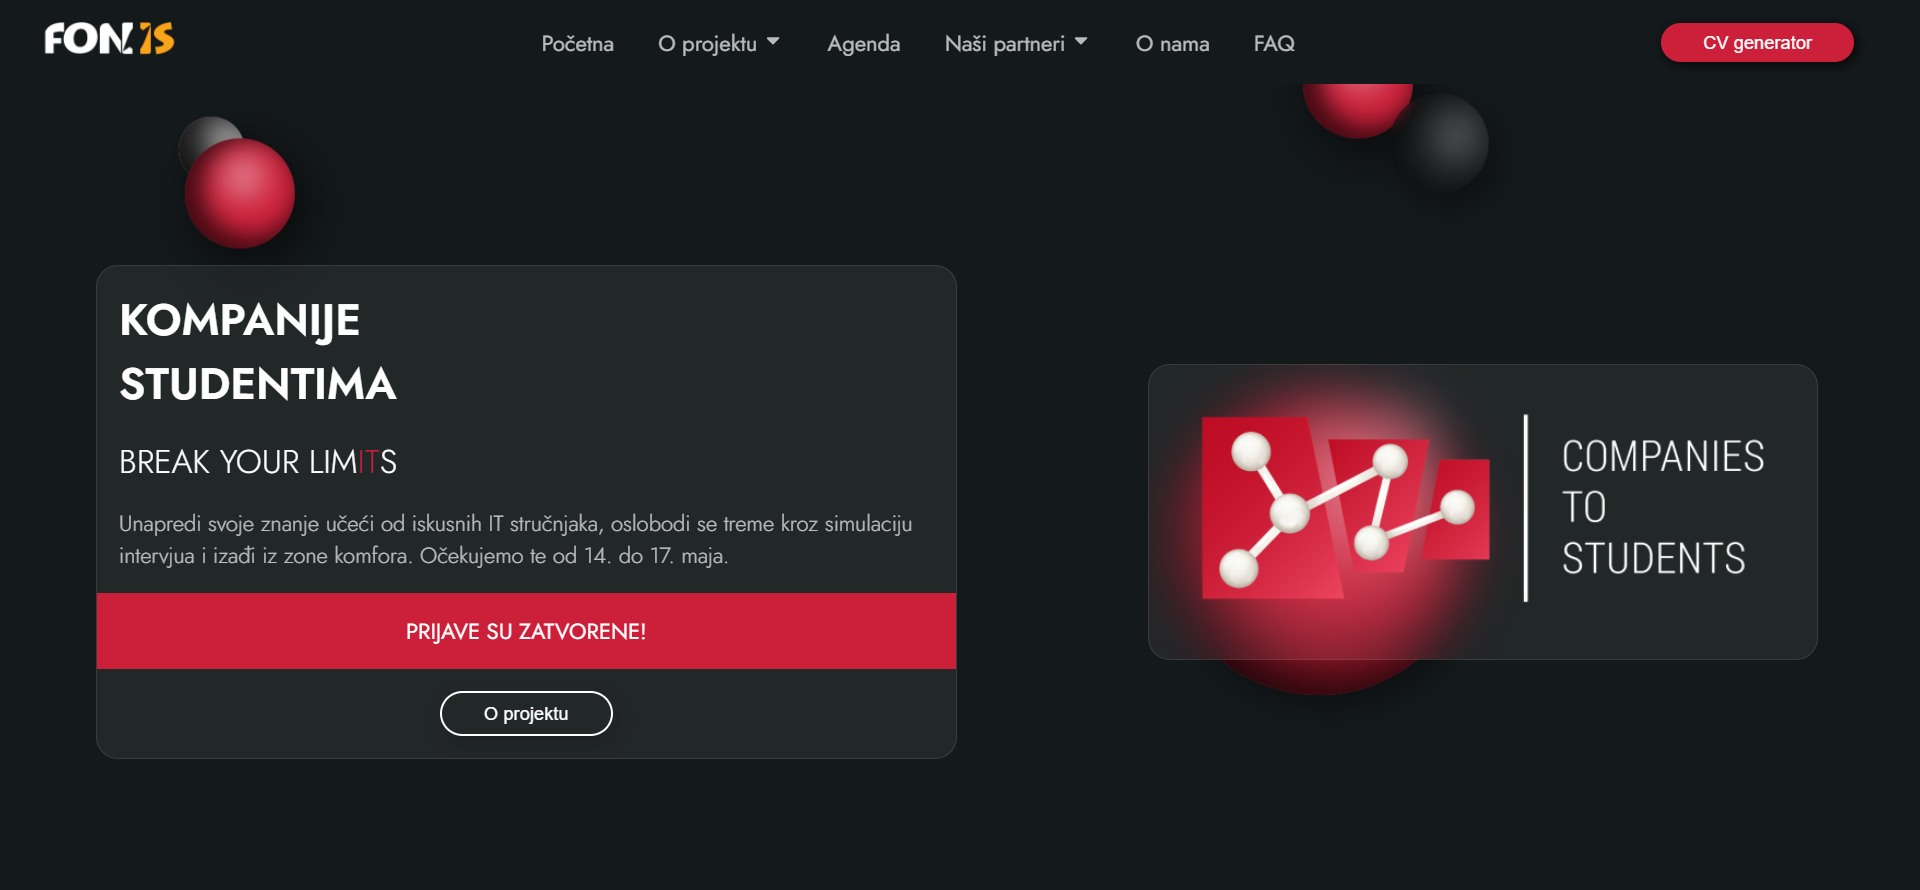 FONIS
Početna
O projektu
Agenda
Naši partneri
O nama
FAQ
CV generator
KOMPANIJE
STUDENTIMA
BREAK YOUR LIMITS
Unapredi svoje znanje učeći od iskusnih IT stručnjaka, oslobodi se treme kroz simulaciju
intervjua i izađi iz zone komfora. Očekujemo te od 14. do 17. maja.
PRIJAVE SU ZATVORENE!
O projektu
COMPANIES
TO
STUDENTS